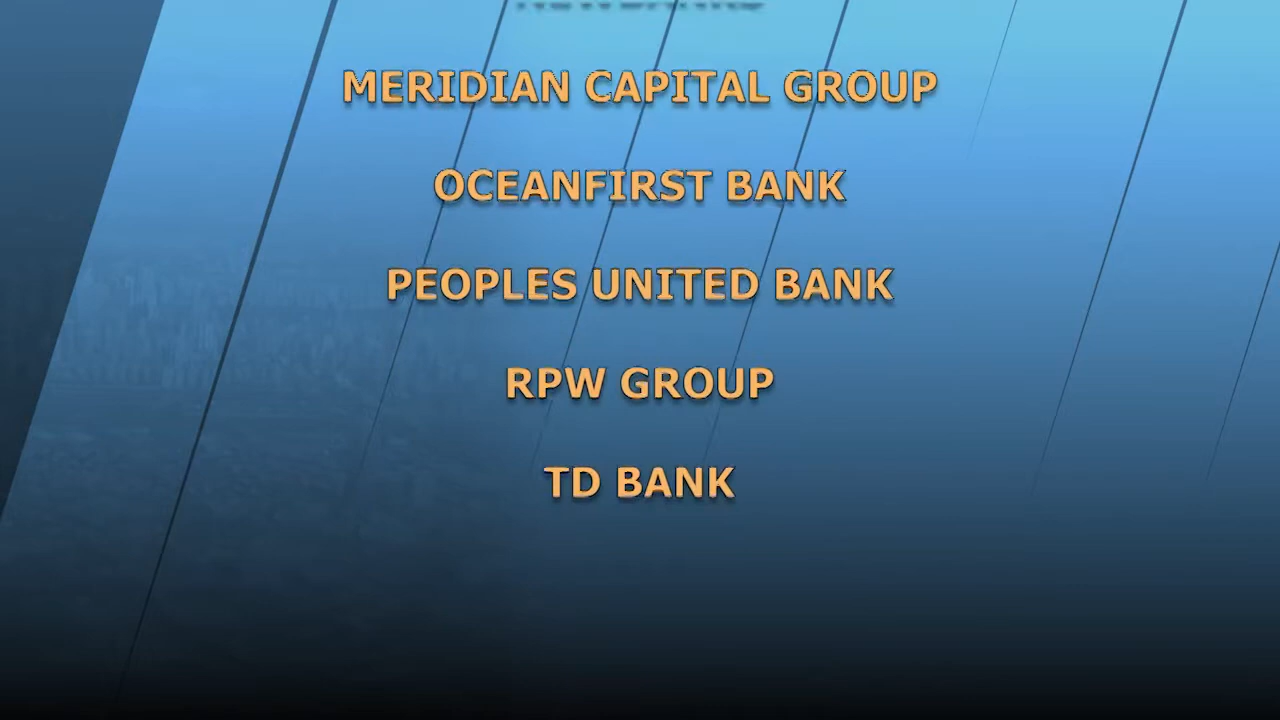 MERIDIAN CAPITAL GROUP
OCEANFIRST BANK
PEOPLES UNITED BANK
RPW GROUP
TD BANK